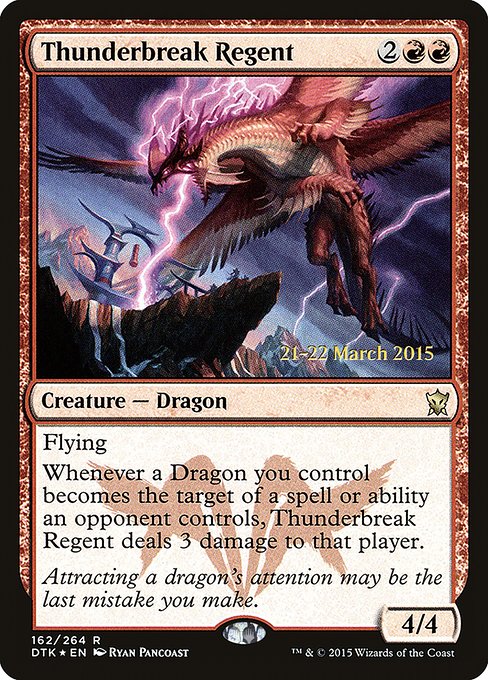 Thunderbreak Regent 2
21–22 March 2015
Creature — Dragon
Flying
Whenever a Dragon you control
becomes the target of a spell or ability
an opponent controls, Thunderbreak
Regent deals 3 damage to that player.
Attracting a dragon's attention may be the
last mistake you make.
4/4
162/264 R
DTK ★ EN Ryan Pancoast
™ & © 2015 Wizards of the Coast